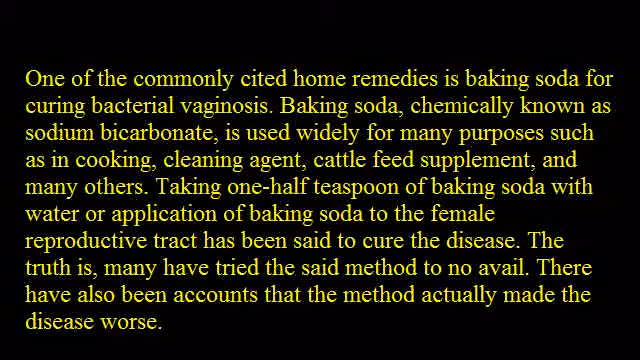 One of the commonly cited home remedies is baking soda for
curing bacterial vaginosis. Baking soda, chemically known as
sodium bicarbonate, is used widely for many purposes such
as in cooking, cleaning agent, cattle feed supplement, and
many others. Taking one-half teaspoon of baking soda with
water or application of baking soda to the female
reproductive tract has been said to cure the disease. The
truth is, many have tried the said method to no avail. There
have also been accounts that the method actually made the
disease worse.